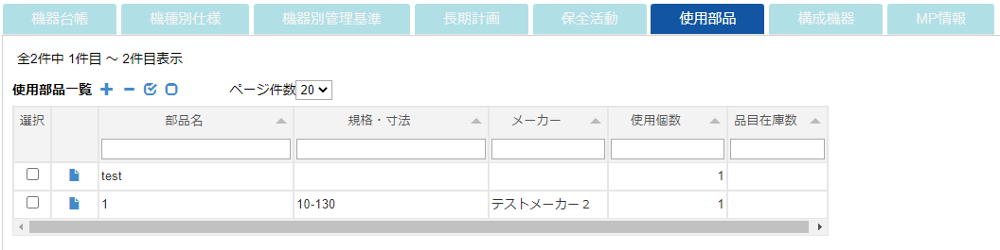 機器台帳 機種別仕様 機器別管理基準 長期計画 保全活動 使用部品 構成機器 MP情報
全2件中 1件目 ～ 2件目表示
使用部品一覧 ページ件数 20
選択 部品名 規格・寸法 メーカー 使用個数 品目在庫数
test 1
1 10-130 テストメーカー 2 1